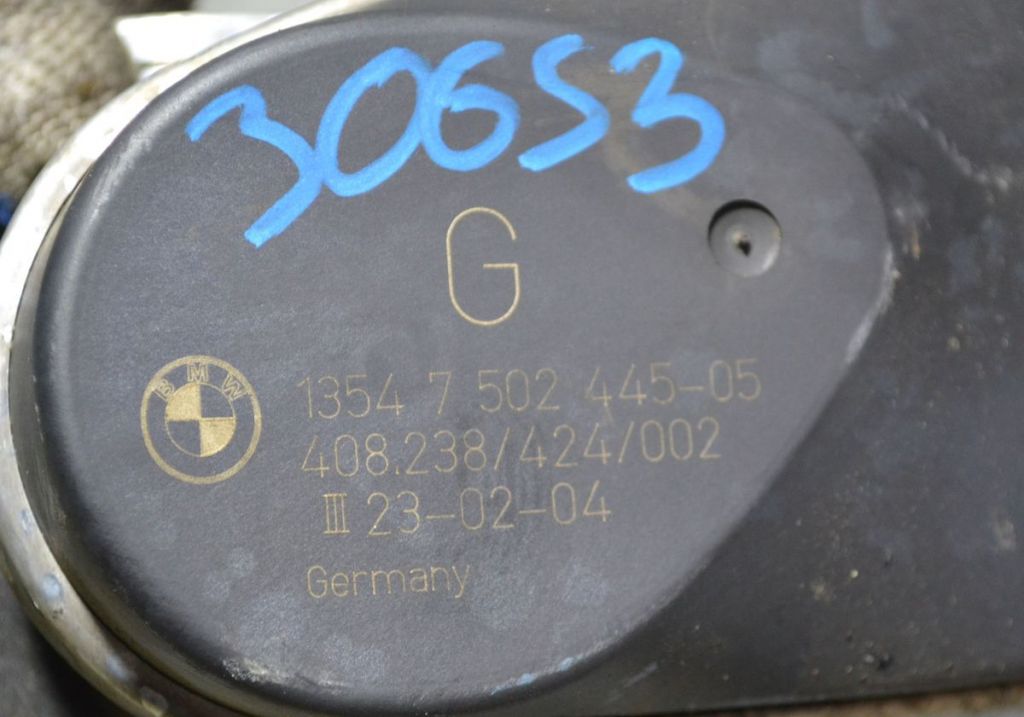 30653
G
BMW
1354 7 502 445-05
408.238/424/002
III 23-02-04
Germany